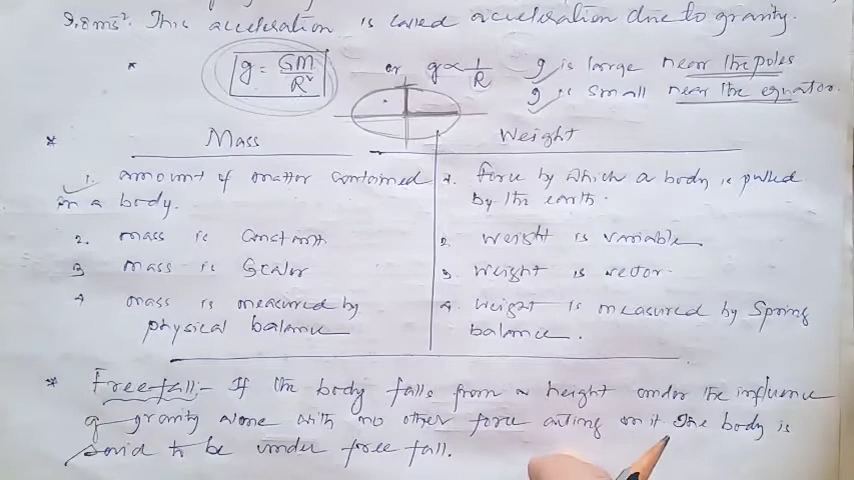 9.8ms². This acceleration is called acceleration due to gravity.
* g = GM/R² or g ∝ 1/R g is large near the poles
g is small near the equator.
* Mass Weight
1. amount of matter contained in a body.
1. Force by which a body is pulled by the earth.
2. mass is constant
2. weight is variable
3 mass is scalar
3. weight is vector.
4 mass is measured by physical balance
4. weight is measured by spring balance.
* Free fall:- If the body falls from a height under the influence
of gravity alone with no other force acting on it. The body is
said to be under free fall.